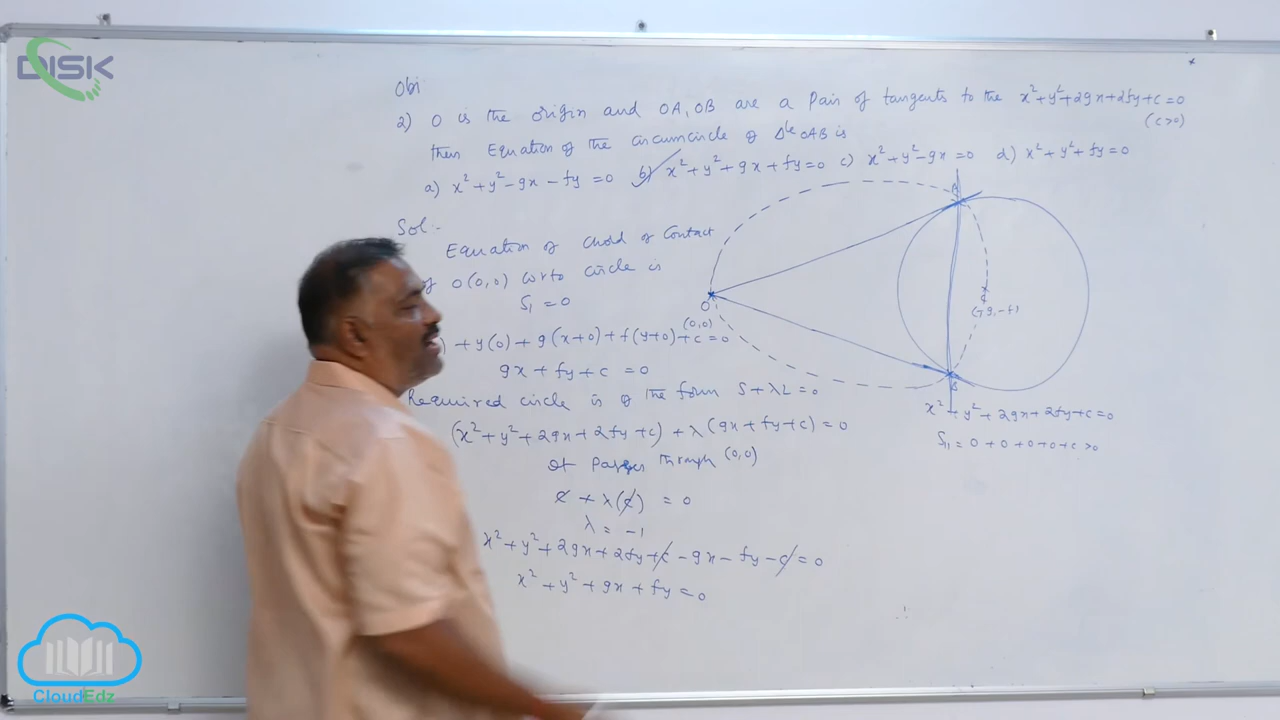 DISK
Obj
2) O is the origin and OA, OB are a pair of tangents to the x²+y²+2gx+2fy+c=0
(c>0)
then Equation of the circumcircle of Δˡᵉ OAB is
a) x²+y²-gx-fy=0 b) x²+y²+gx+fy=0 c) x²+y²-gx=0 d) x²+y²+fy=0
Sol:-
Equation of chord of contact
of O(0,0) w.r.to circle is
S₁=0
) + y(0) + g(x+0) + f(y+0) + c = 0
gx + fy + c = 0
Required circle is of the form S+λL=0
(x²+y²+2gx+2fy+c) + λ(gx+fy+c) = 0
It passes through (0,0)
c + λ(c) = 0
λ = -1
x²+y²+2gx+2fy+c-gx-fy-c=0
x²+y²+gx+fy=0
A
O
(0,0)
C
(-g,-f)
B
x²+y²+2gx+2fy+c=0
S₁₁=0+0+0+0+c>0
CloudEdz